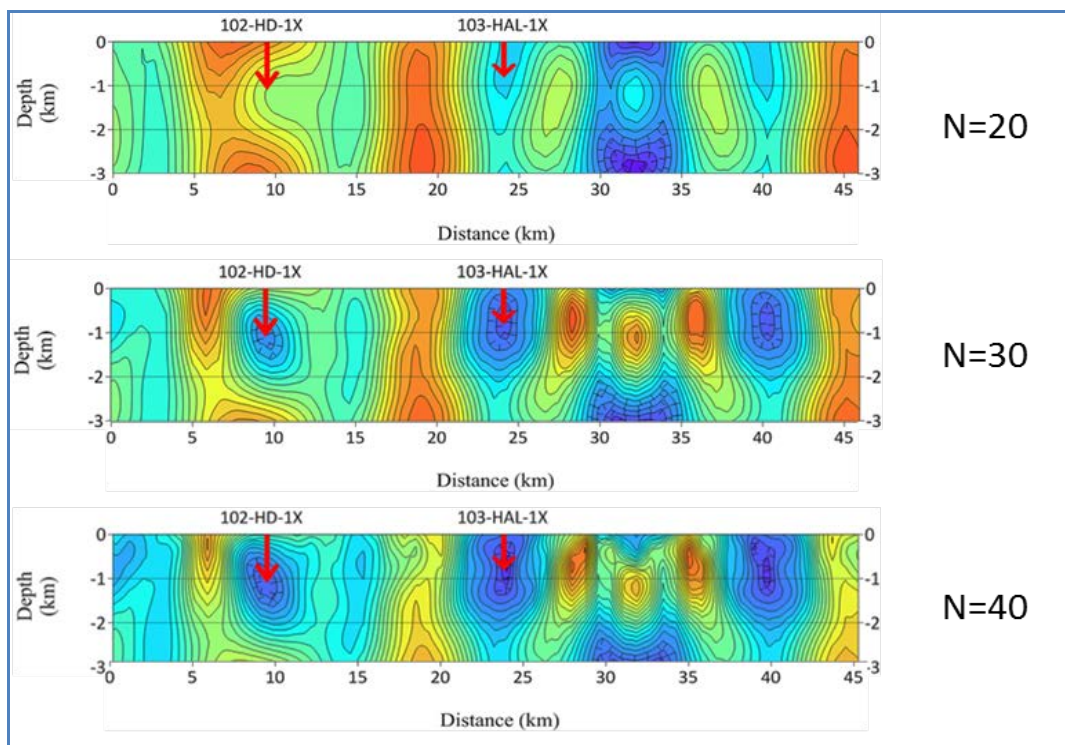 102-HD-1X 103-HAL-1X
0 0
-1 -1
-2 -2
-3 -3
Depth
(km)
0 5 10 15 20 25 30 35 40 45
Distance (km)
N=20
102-HD-1X 103-HAL-1X
0 0
-1 -1
-2 -2
-3 -3
Depth
(km)
0 5 10 15 20 25 30 35 40 45
Distance (km)
N=30
102-HD-1X 103-HAL-1X
0 0
-1 -1
-2 -2
-3 -3
Depth
(km)
0 5 10 15 20 25 30 35 40 45
Distance (km)
N=40